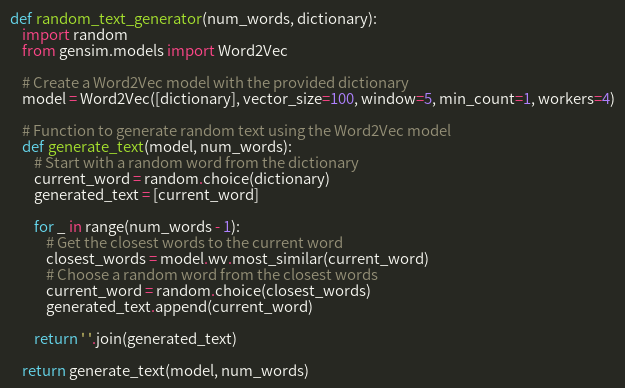 def random_text_generator(num_words, dictionary):
    import random
    from gensim.models import Word2Vec

    # Create a Word2Vec model with the provided dictionary
    model = Word2Vec([dictionary], vector_size=100, window=5, min_count=1, workers=4)

    # Function to generate random text using the Word2Vec model
    def generate_text(model, num_words):
        # Start with a random word from the dictionary
        current_word = random.choice(dictionary)
        generated_text = [current_word]

        for _ in range(num_words - 1):
            # Get the closest words to the current word
            closest_words = model.wv.most_similar(current_word)
            # Choose a random word from the closest words
            current_word = random.choice(closest_words)
            generated_text.append(current_word)

        return ' '.join(generated_text)

    return generate_text(model, num_words)